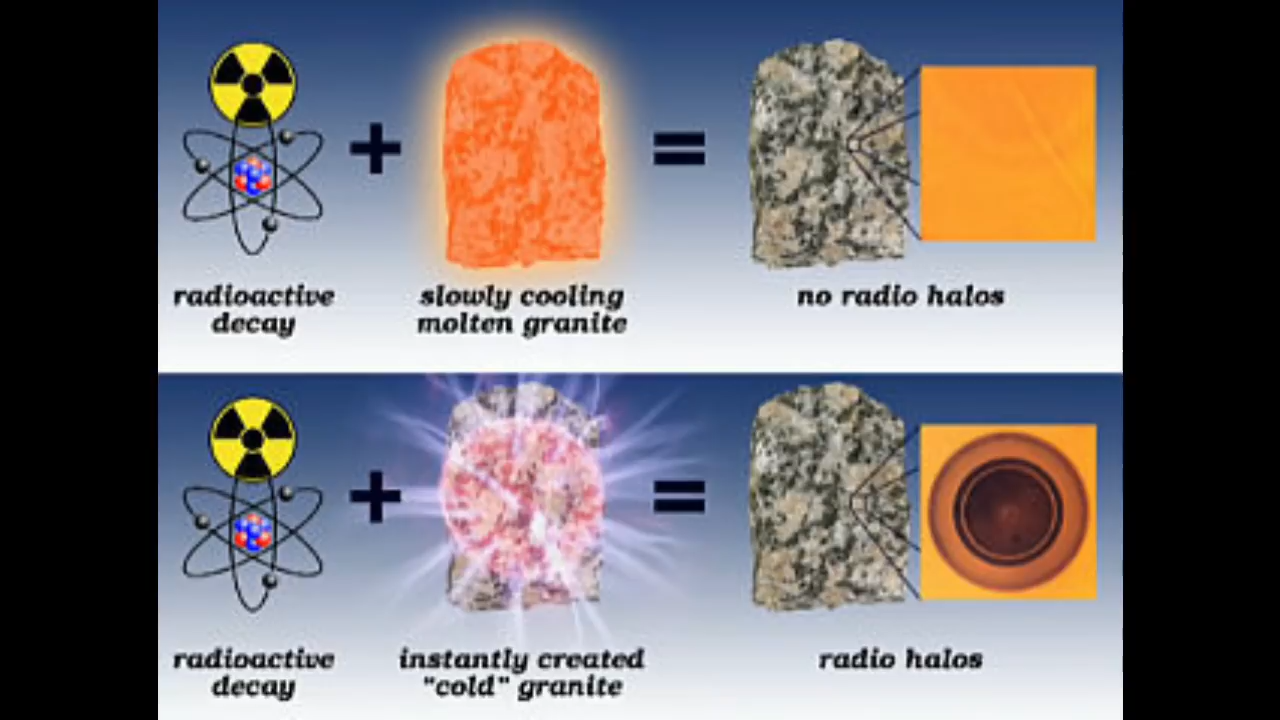 radioactive
decay
+
slowly cooling
molten granite
=
no radio halos
radioactive
decay
+
instantly created
"cold" granite
=
radio halos